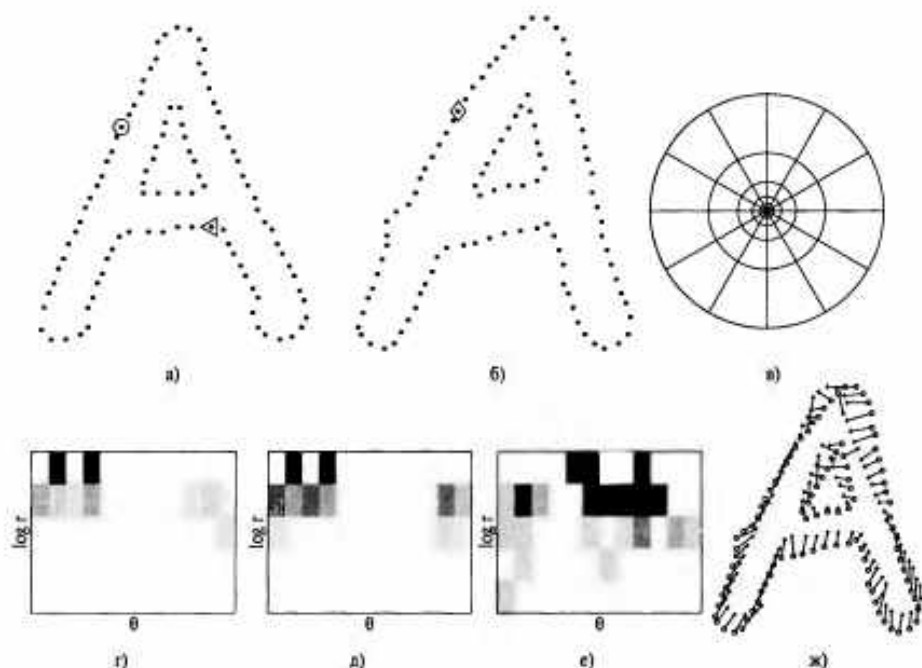 а) б) в)
log r log r log r
θ θ θ
г) д) е) ж)